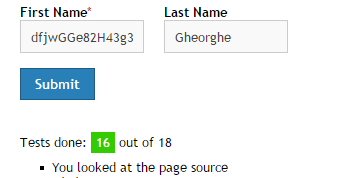 First Name* Last Name
dfjwGGe82H43g3 Gheorghe
Submit
Tests done: 16 out of 18
You looked at the page source